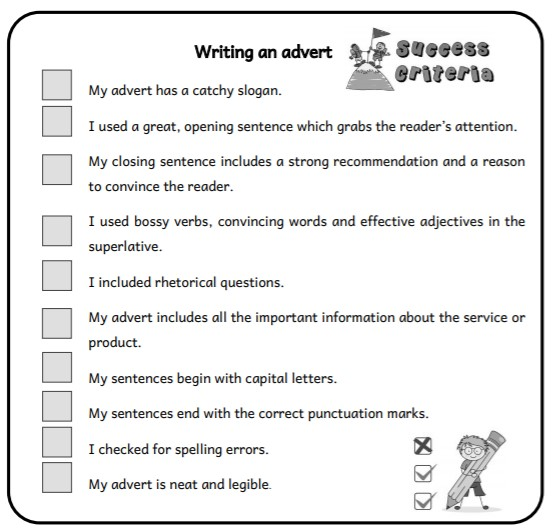 Writing an advert
Success
Criteria
My advert has a catchy slogan.
I used a great, opening sentence which grabs the reader's attention.
My closing sentence includes a strong recommendation and a reason
to convince the reader.
I used bossy verbs, convincing words and effective adjectives in the
superlative.
I included rhetorical questions.
My advert includes all the important information about the service or
product.
My sentences begin with capital letters.
My sentences end with the correct punctuation marks.
I checked for spelling errors.
My advert is neat and legible.